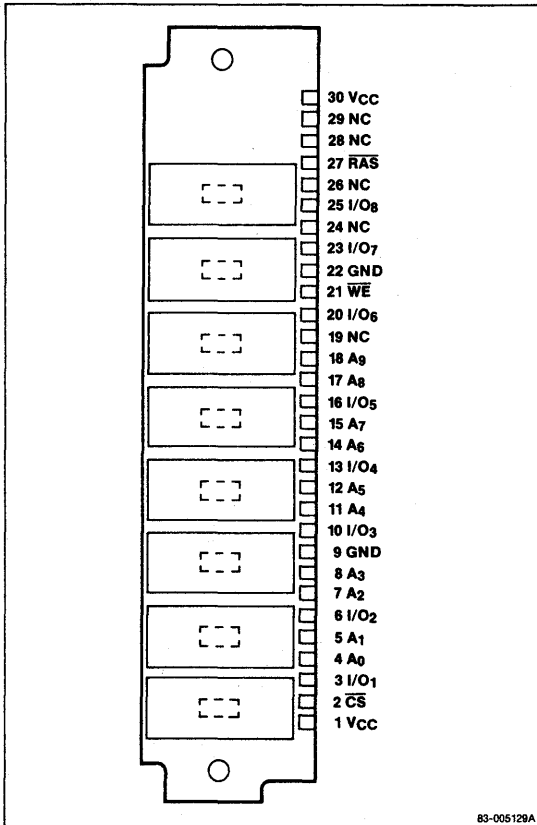 30 VCC
29 NC
28 NC
27 R̅A̅S̅
26 NC
25 I/O₈
24 NC
23 I/O₇
22 GND
21 W̅E̅
20 I/O₆
19 NC
18 A₉
17 A₈
16 I/O₅
15 A₇
14 A₆
13 I/O₄
12 A₅
11 A₄
10 I/O₃
9 GND
8 A₃
7 A₂
6 I/O₂
5 A₁
4 A₀
3 I/O₁
2 C̅S̅
1 VCC
83-005129A